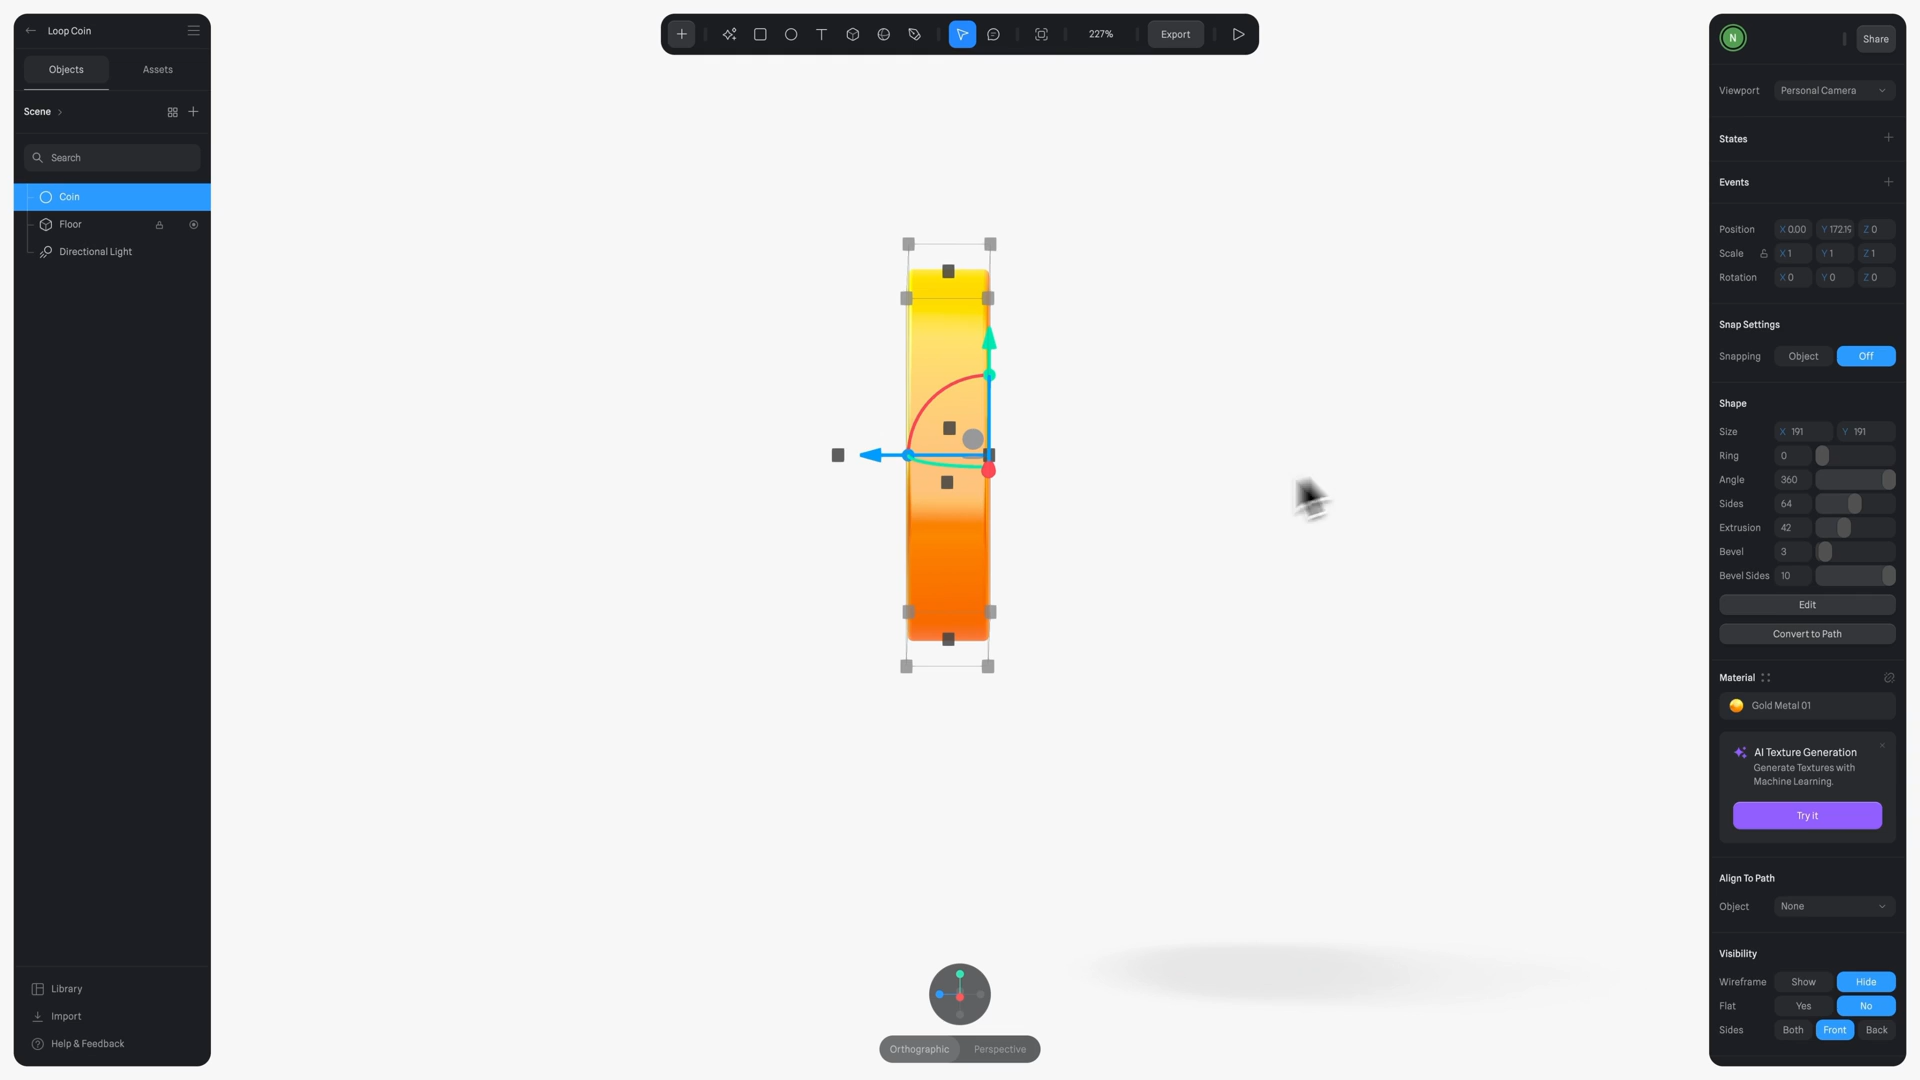 Loop Coin
Objects
Assets
Scene
Search
Coin
Floor
Directional Light
Library
Import
Help & Feedback
T
227%
Export
Orthographic
Perspective
N
Share
Viewport
Personal Camera
States
Events
Position
X 0.00
Y 172.19
Z 0
Scale
X 1
Y 1
Z 1
Rotation
X 0
Y 0
Z 0
Snap Settings
Snapping
Object
Off
Shape
Size
X 191
Y 191
Ring
0
Angle
360
Sides
64
Extrusion
42
Bevel
3
Bevel Sides
10
Edit
Convert to Path
Material
Gold Metal 01
AI Texture Generation
Generate Textures with
Machine Learning.
Try it
Align To Path
Object
None
Visibility
Wireframe
Show
Hide
Flat
Yes
No
Sides
Both
Front
Back